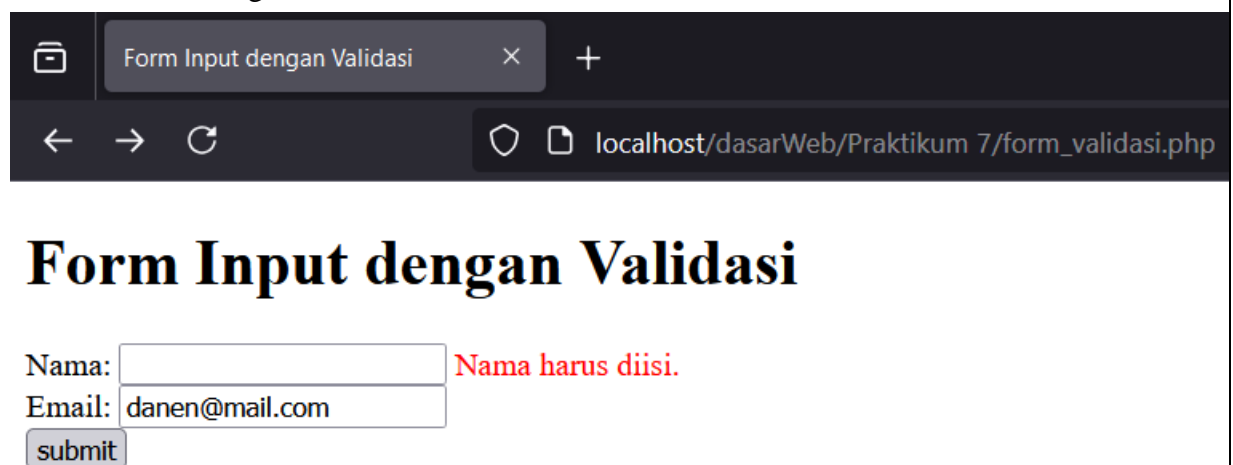 Form Input dengan Validasi
localhost/dasarWeb/Praktikum 7/form_validasi.php
Form Input dengan Validasi
Nama: Nama harus diisi.
Email: danen@mail.com
submit